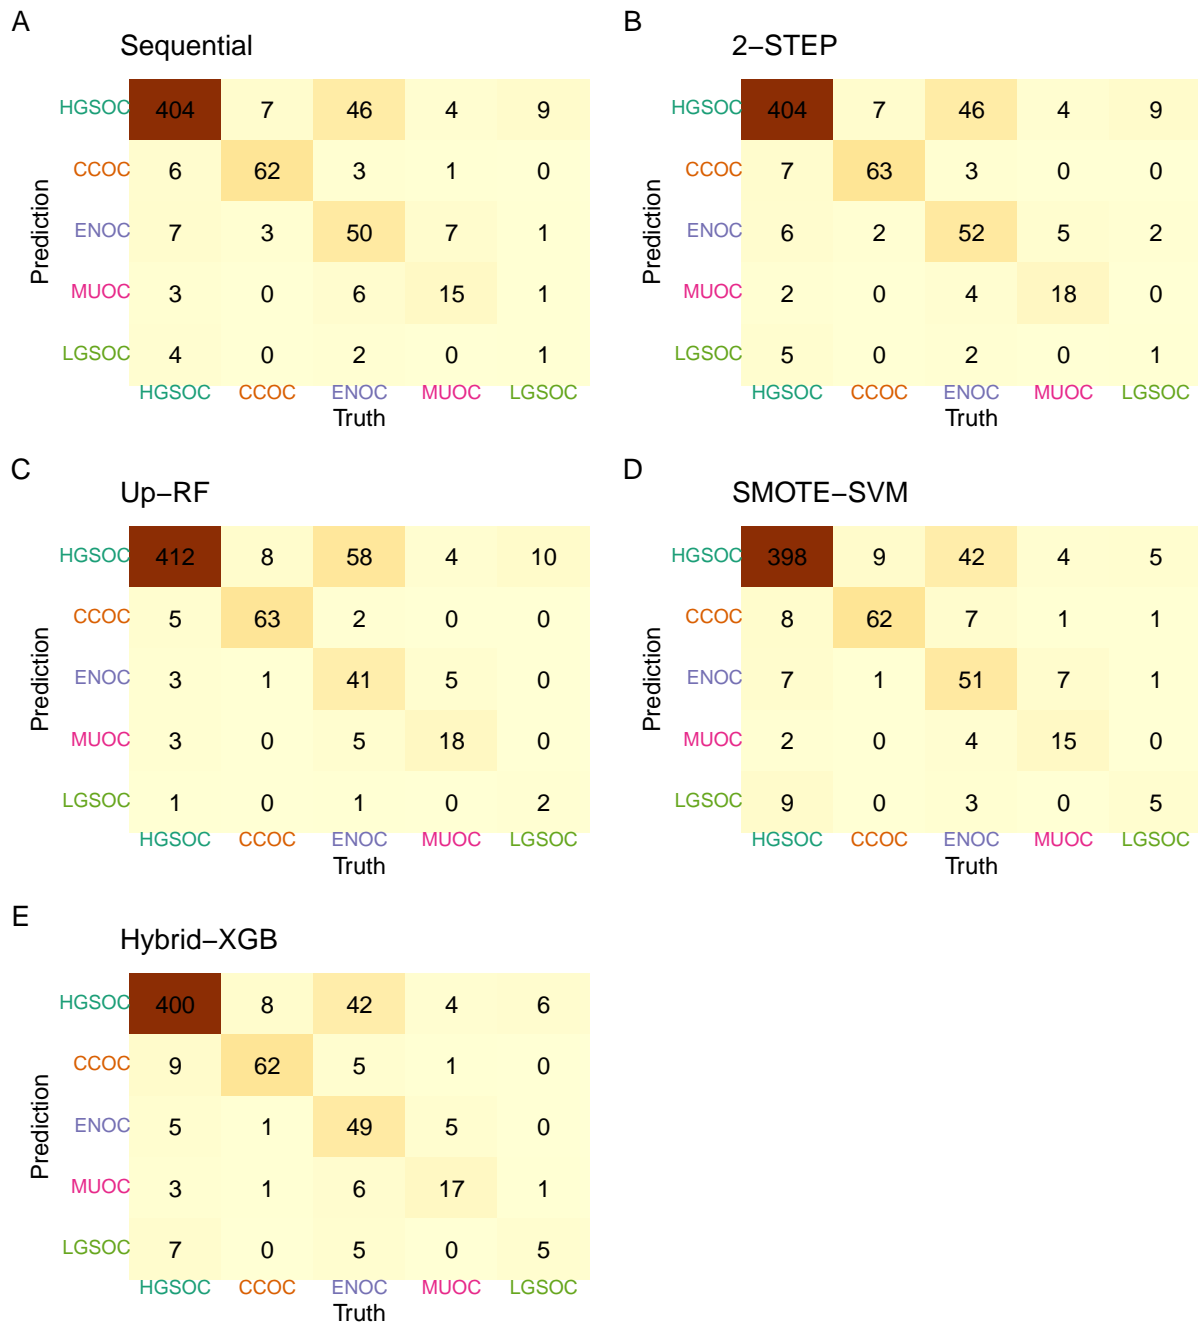 A
Sequential
Prediction
HGSOC 404 7 46 4 9
CCOC 6 62 3 1 0
ENOC 7 3 50 7 1
MUOC 3 0 6 15 1
LGSOC 4 0 2 0 1
HGSOC CCOC ENOC MUOC LGSOC
Truth
B
2−STEP
Prediction
HGSOC 404 7 46 4 9
CCOC 7 63 3 0 0
ENOC 6 2 52 5 2
MUOC 2 0 4 18 0
LGSOC 5 0 2 0 1
HGSOC CCOC ENOC MUOC LGSOC
Truth
C
Up−RF
Prediction
HGSOC 412 8 58 4 10
CCOC 5 63 2 0 0
ENOC 3 1 41 5 0
MUOC 3 0 5 18 0
LGSOC 1 0 1 0 2
HGSOC CCOC ENOC MUOC LGSOC
Truth
D
SMOTE−SVM
Prediction
HGSOC 398 9 42 4 5
CCOC 8 62 7 1 1
ENOC 7 1 51 7 1
MUOC 2 0 4 15 0
LGSOC 9 0 3 0 5
HGSOC CCOC ENOC MUOC LGSOC
Truth
E
Hybrid−XGB
Prediction
HGSOC 400 8 42 4 6
CCOC 9 62 5 1 0
ENOC 5 1 49 5 0
MUOC 3 1 6 17 1
LGSOC 7 0 5 0 5
HGSOC CCOC ENOC MUOC LGSOC
Truth